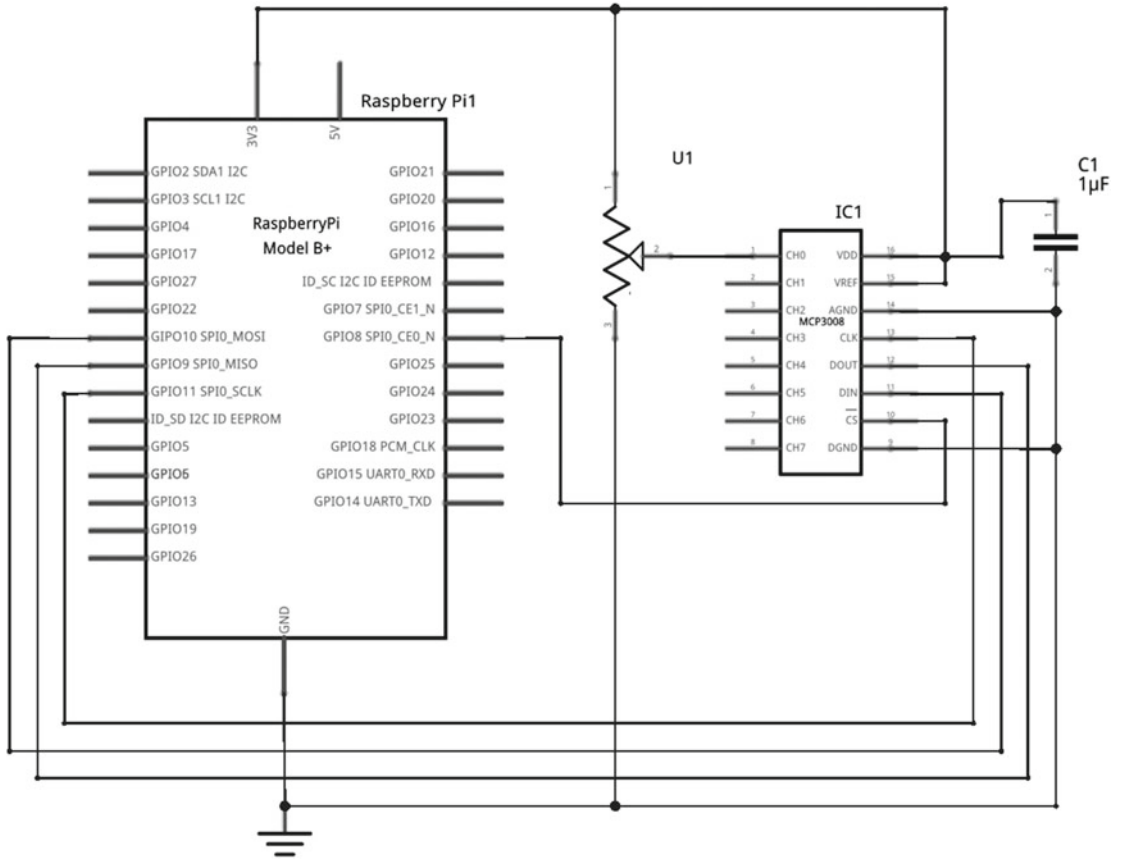 Raspberry Pi1
3V3
5V
GPIO2 SDA1 I2C
GPIO3 SCL1 I2C
GPIO4
GPIO17
GPIO27
GPIO22
GIPO10 SPI0_MOSI
GPIO9 SPI0_MISO
GPIO11 SPI0_SCLK
ID_SD I2C ID EEPROM
GPIO5
GPIO6
GPIO13
GPIO19
GPIO26
RaspberryPi
Model B+
GPIO21
GPIO20
GPIO16
GPIO12
ID_SC I2C ID EEPROM
GPIO7 SPI0_CE1_N
GPIO8 SPI0_CE0_N
GPIO25
GPIO24
GPIO23
GPIO18 PCM_CLK
GPIO15 UART0_RXD
GPIO14 UART0_TXD
GND
U1
1
2
3
IC1
1 CH0
2 CH1
3 CH2
4 CH3
5 CH4
6 CH5
7 CH6
8 CH7
MCP3008
VDD 16
VREF 15
AGND 14
CLK 13
DOUT 12
DIN 11
CS 10
DGND 9
C1
1µF
1
2